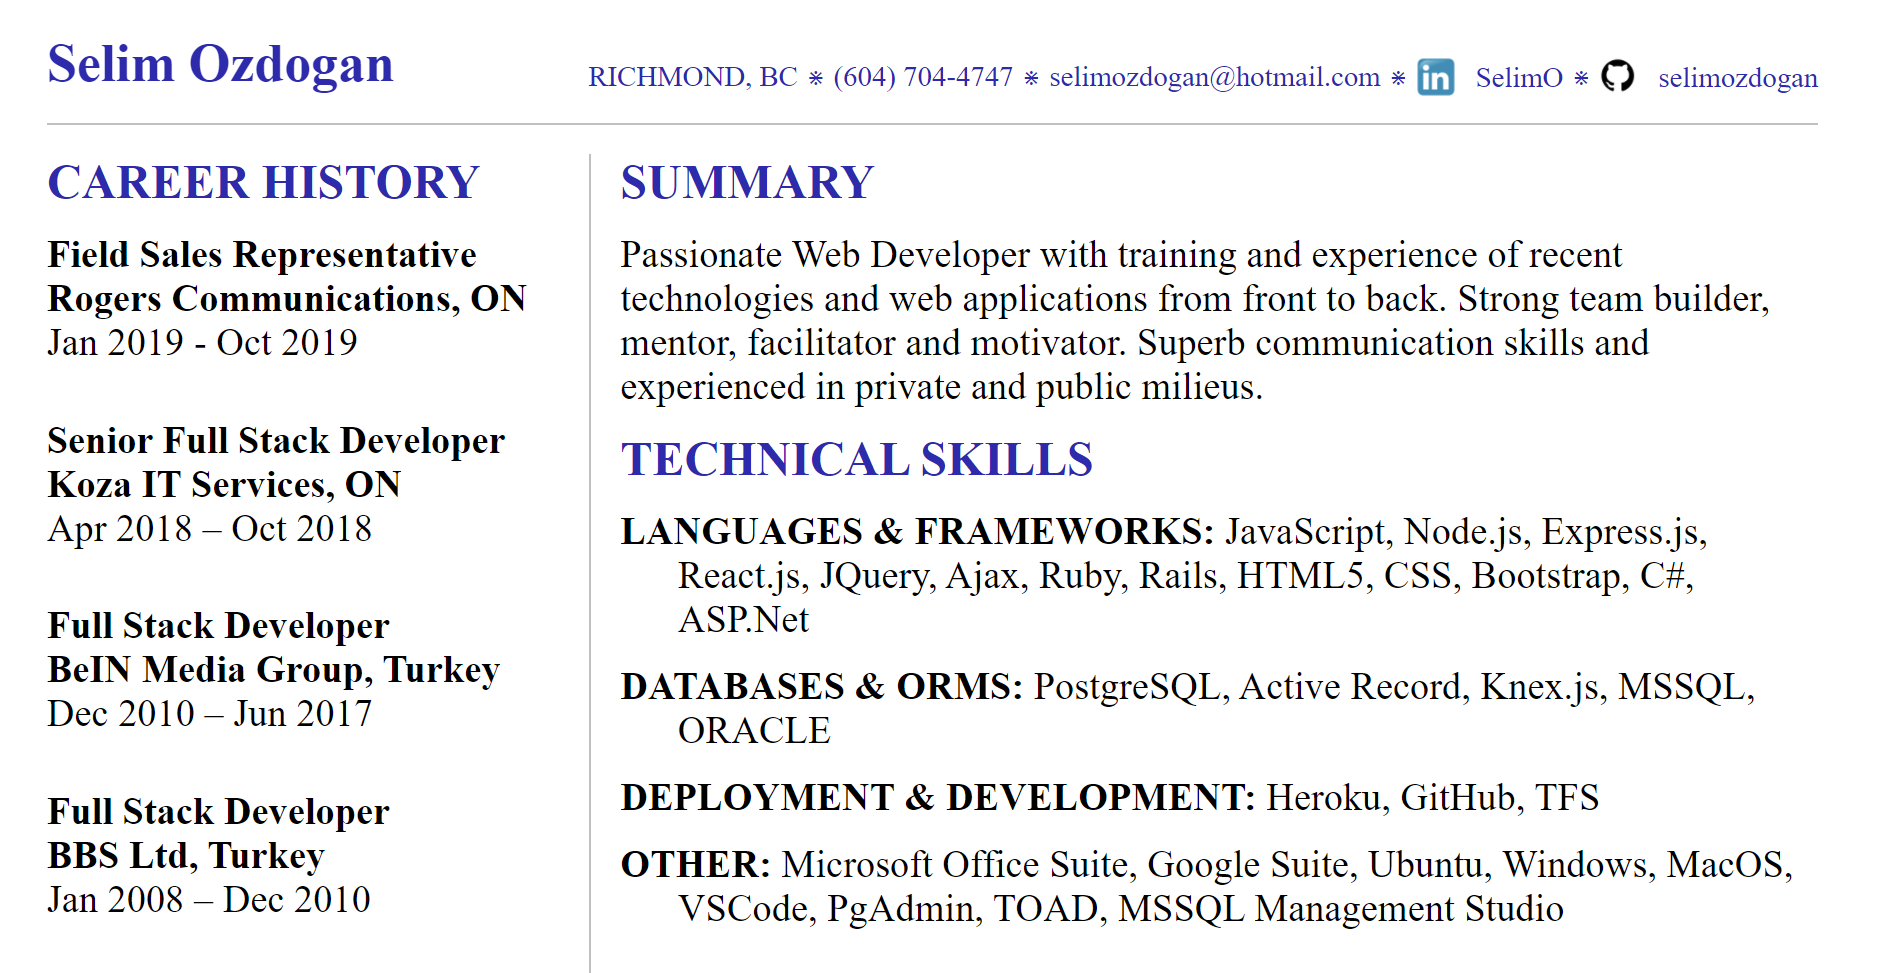 Selim Ozdogan
RICHMOND, BC ⁕ (604) 704-4747 ⁕ selimozdogan@hotmail.com ⁕ in SelimO ⁕ selimozdogan
CAREER HISTORY
Field Sales Representative
Rogers Communications, ON
Jan 2019 - Oct 2019
Senior Full Stack Developer
Koza IT Services, ON
Apr 2018 – Oct 2018
Full Stack Developer
BeIN Media Group, Turkey
Dec 2010 – Jun 2017
Full Stack Developer
BBS Ltd, Turkey
Jan 2008 – Dec 2010
SUMMARY
Passionate Web Developer with training and experience of recent
technologies and web applications from front to back. Strong team builder,
mentor, facilitator and motivator. Superb communication skills and
experienced in private and public milieus.
TECHNICAL SKILLS
LANGUAGES & FRAMEWORKS: JavaScript, Node.js, Express.js,
React.js, JQuery, Ajax, Ruby, Rails, HTML5, CSS, Bootstrap, C#,
ASP.Net
DATABASES & ORMS: PostgreSQL, Active Record, Knex.js, MSSQL,
ORACLE
DEPLOYMENT & DEVELOPMENT: Heroku, GitHub, TFS
OTHER: Microsoft Office Suite, Google Suite, Ubuntu, Windows, MacOS,
VSCode, PgAdmin, TOAD, MSSQL Management Studio